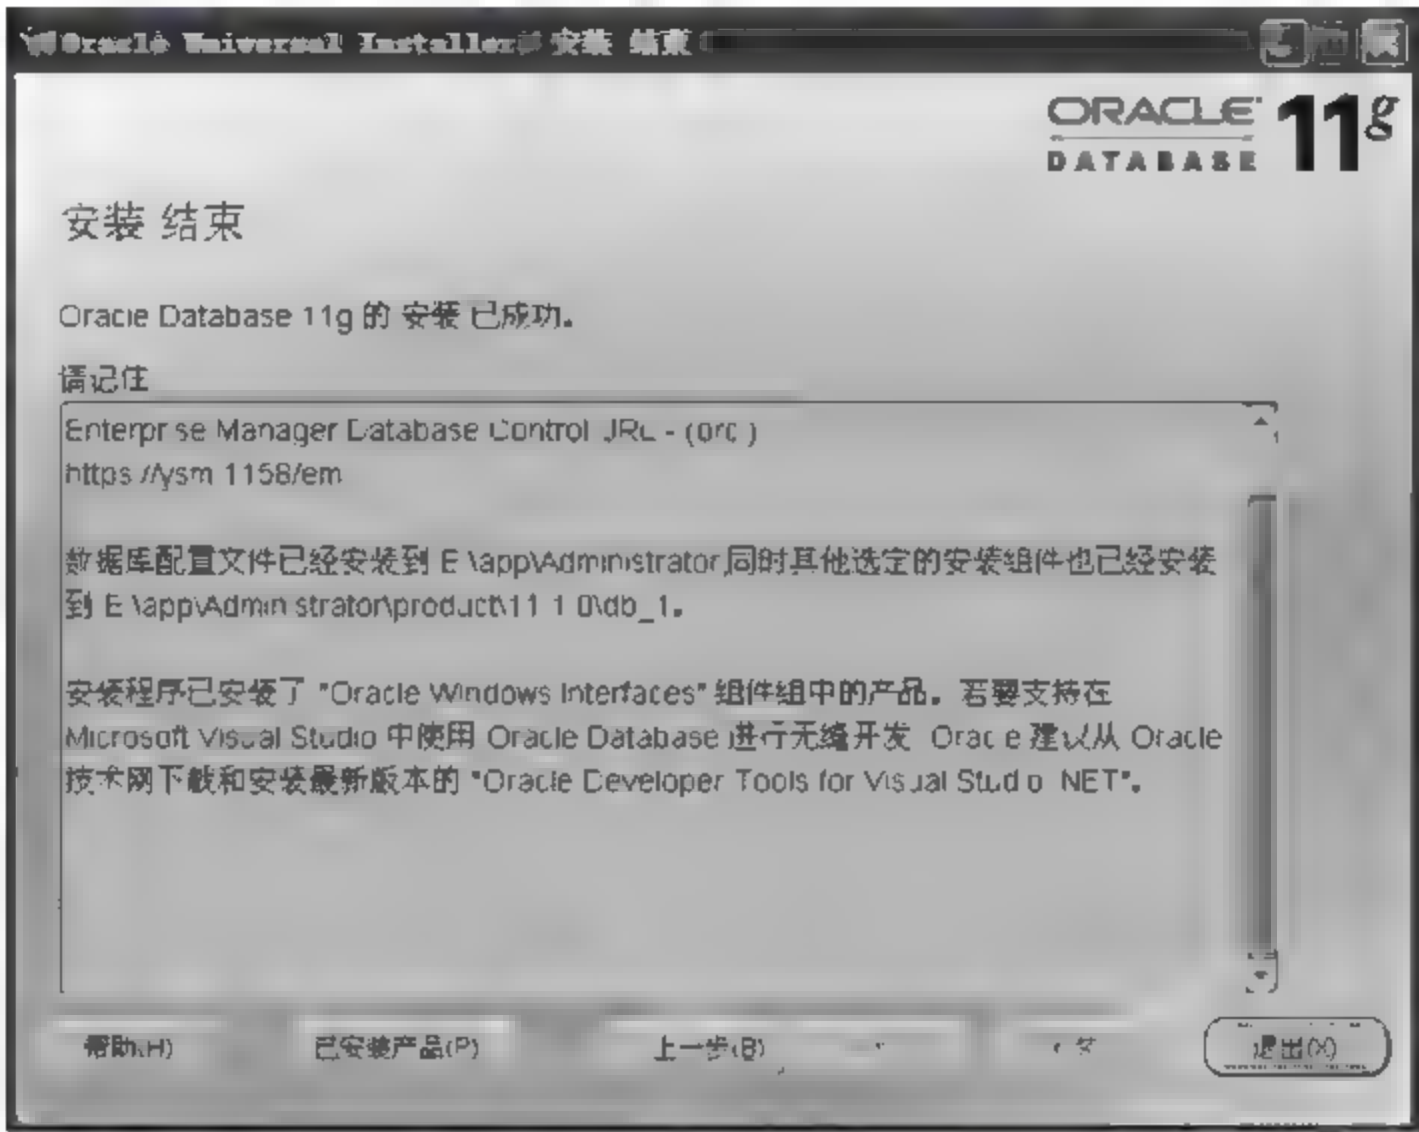 Oracle Universal Installer: 安装 结束
ORACLE 11g
DATABASE
安装 结束
Oracle Database 11g 的 安装 已成功。
请记住
Enterprise Manager Database Control URL - (orcl)
https://ysm:1158/em
数据库配置文件已经安装到 E:\app\Administrator,同时其他选定的安装组件也已经安装
到 E:\app\Administrator\product\11.1.0\db_1。
安装程序已安装了 "Oracle Windows Interfaces" 组件组中的产品。若要支持在
Microsoft Visual Studio 中使用 Oracle Database 进行无缝开发, Oracle 建议从 Oracle
技术网下载和安装最新版本的 "Oracle Developer Tools for Visual Studio .NET"。
帮助(H) 已安装产品(P) 上一步(B) 退出(X)